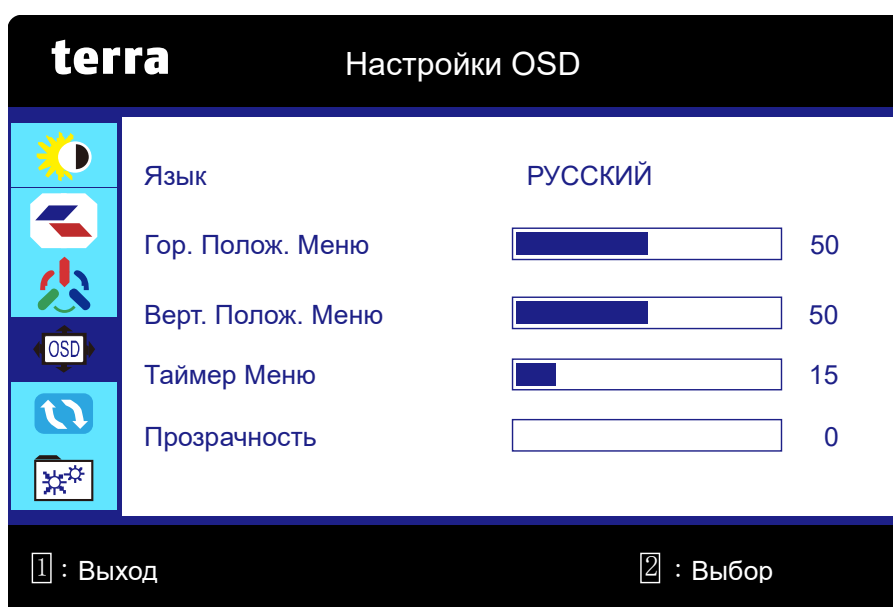 terra
Настройки OSD
Язык РУССКИЙ
Гор. Полож. Меню 50
Верт. Полож. Меню 50
OSD
Таймер Меню 15
Прозрачность 0
1 : Выход 2 : Выбор